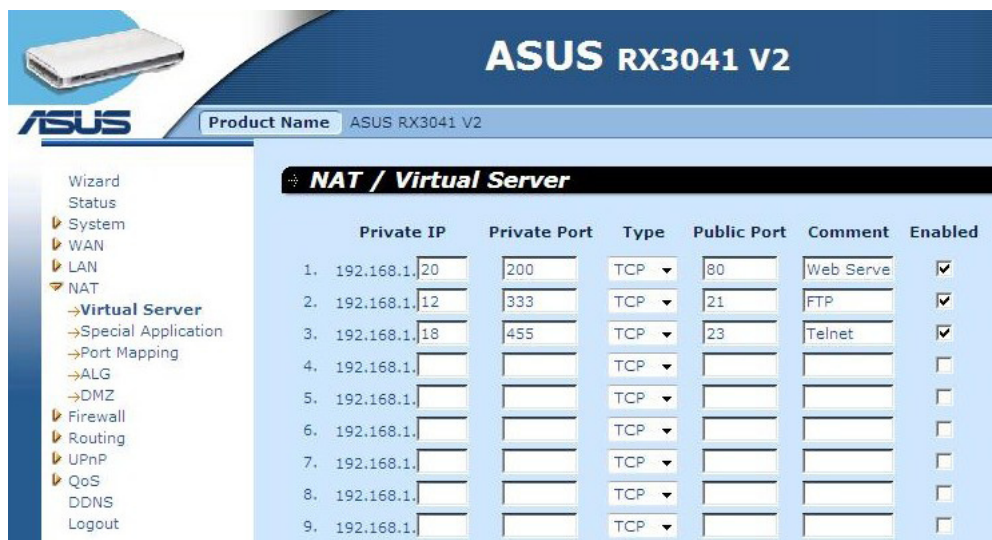 ASUS RX3041 V2
ASUS
Product Name ASUS RX3041 V2
Wizard
Status
System
WAN
LAN
NAT
→Virtual Server
→Special Application
→Port Mapping
→ALG
→DMZ
Firewall
Routing
UPnP
QoS
DDNS
Logout
NAT / Virtual Server
Private IP Private Port Type Public Port Comment Enabled
1. 192.168.1. 20 200 TCP 80 Web Serve
2. 192.168.1. 12 333 TCP 21 FTP
3. 192.168.1. 18 455 TCP 23 Telnet
4. 192.168.1. TCP
5. 192.168.1. TCP
6. 192.168.1. TCP
7. 192.168.1. TCP
8. 192.168.1. TCP
9. 192.168.1. TCP